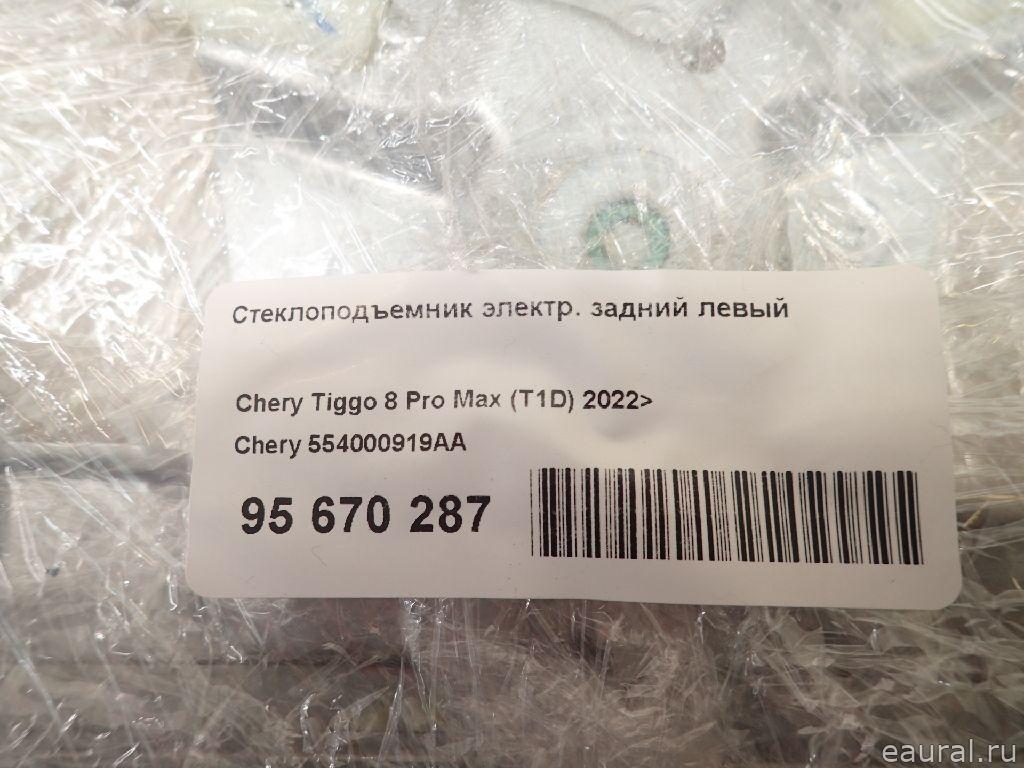 Стеклоподъемник электр. задний левый
Chery Tiggo 8 Pro Max (T1D) 2022>
Chery 554000919AA
95 670 287
eaural.ru